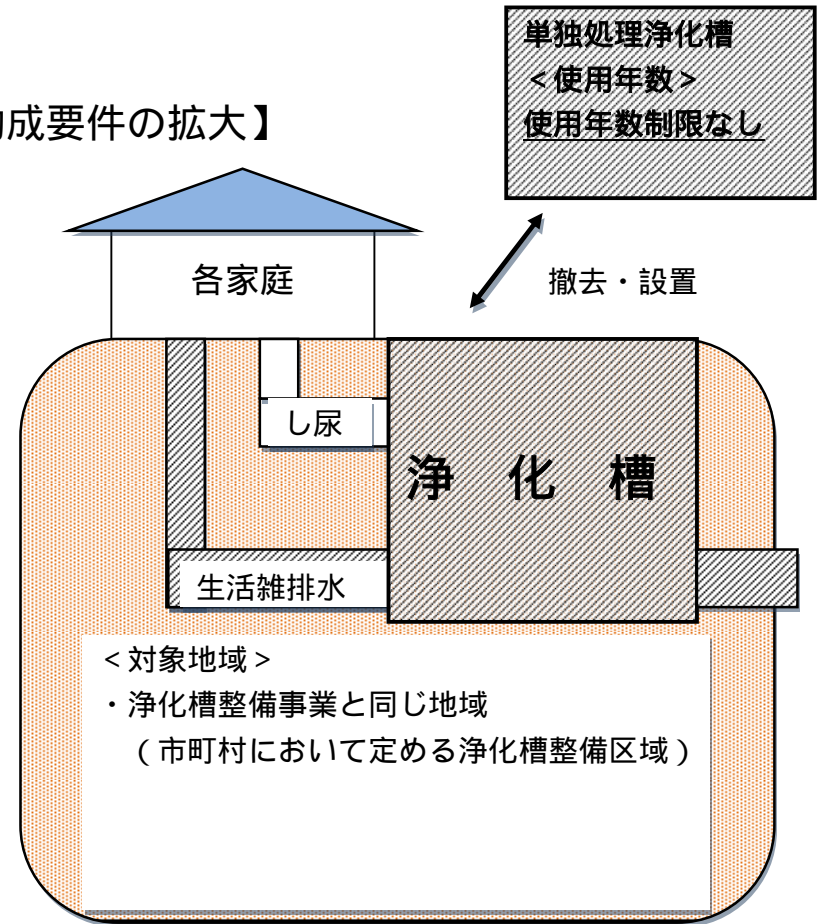 単独処理浄化槽
<使用年数>
使用年数制限なし
成要件の拡大】
各家庭
撤去・設置
し尿
浄化槽
生活雑排水
<対象地域>
・浄化槽整備事業と同じ地域
(市町村において定める浄化槽整備区域)